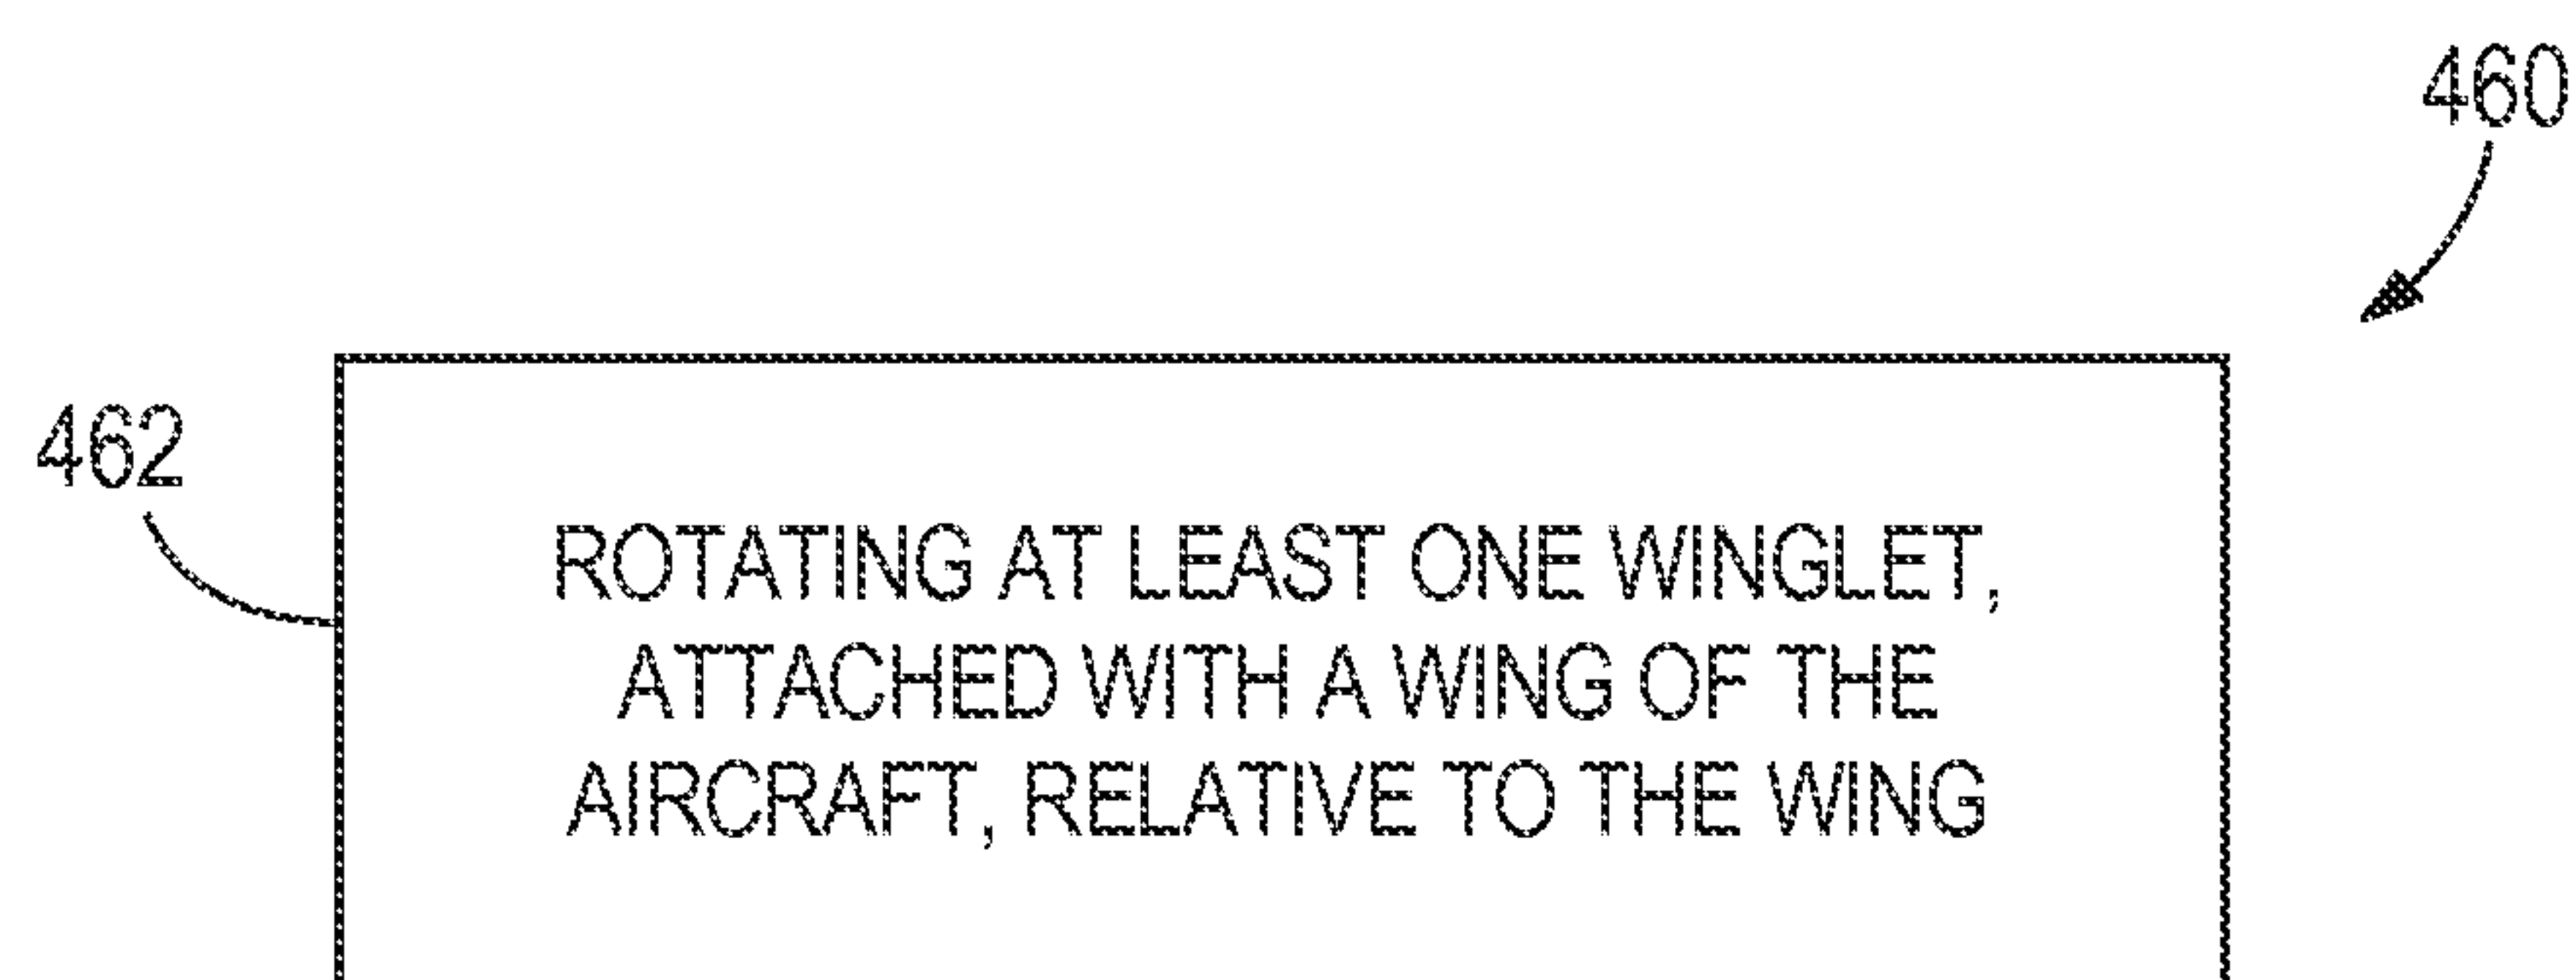 460
462
ROTATING AT LEAST ONE WINGLET,
ATTACHED WITH A WING OF THE
AIRCRAFT, RELATIVE TO THE WING